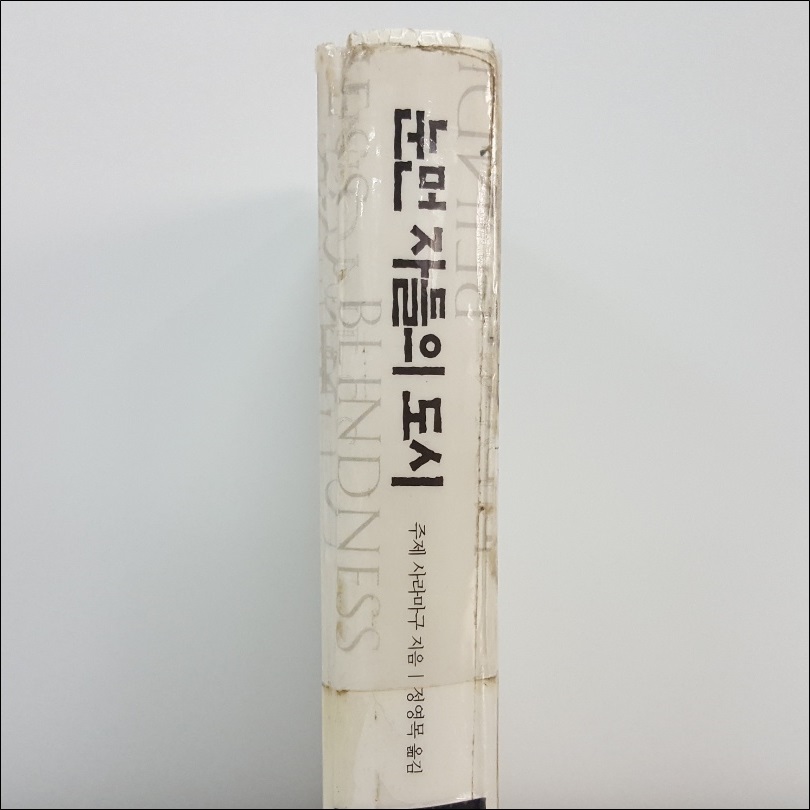 눈먼 자들의 도시
주제 사라마구 지음 | 정영목 옮김
BLINDNESS